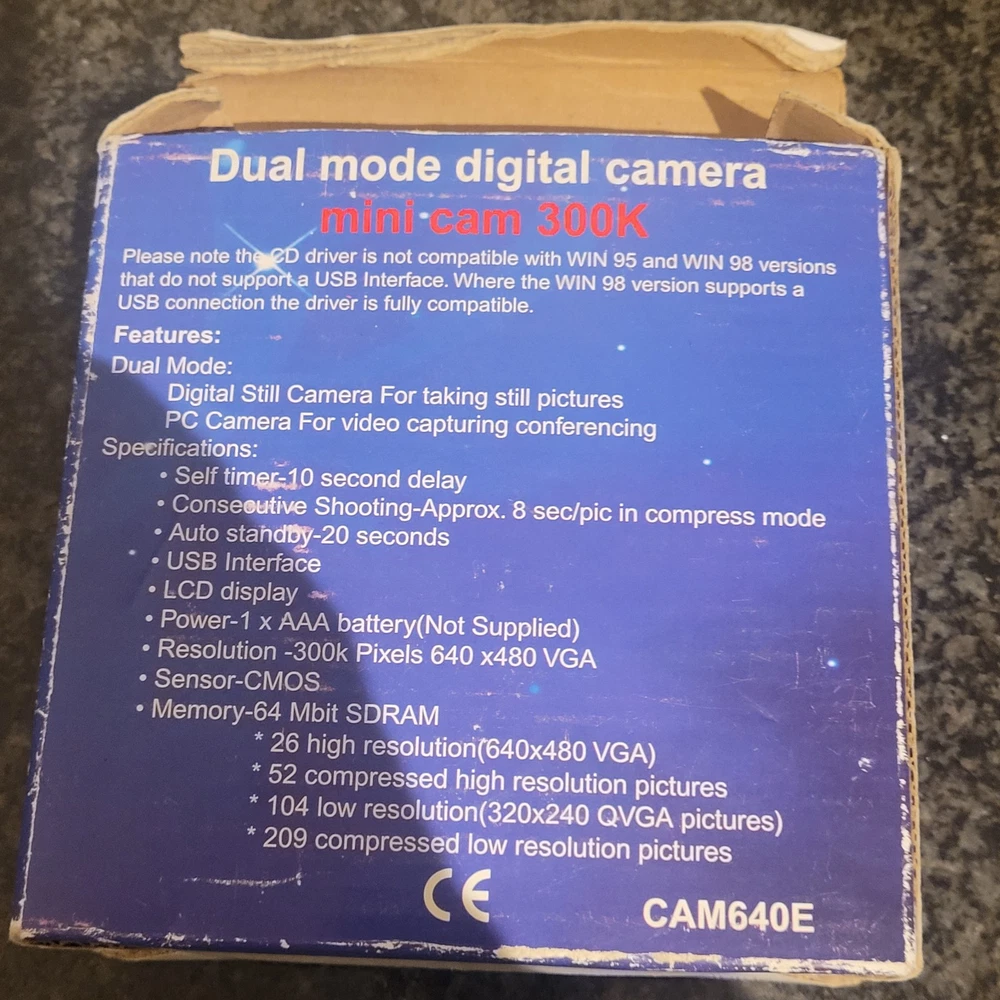 Dual mode digital camera
mini cam 300K
Please note the CD driver is not compatible with WIN 95 and WIN 98 versions
that do not support a USB Interface. Where the WIN 98 version supports a
USB connection the driver is fully compatible.
Features:
Dual Mode:
Digital Still Camera For taking still pictures
PC Camera For video capturing conferencing
Specifications:
• Self timer-10 second delay
• Consecutive Shooting-Approx. 8 sec/pic in compress mode
• Auto standby-20 seconds
• USB Interface
• LCD display
• Power-1 x AAA battery(Not Supplied)
• Resolution -300k Pixels 640 x480 VGA
• Sensor-CMOS
• Memory-64 Mbit SDRAM
* 26 high resolution(640x480 VGA)
* 52 compressed high resolution pictures
* 104 low resolution(320x240 QVGA pictures)
* 209 compressed low resolution pictures
CE
CAM640E